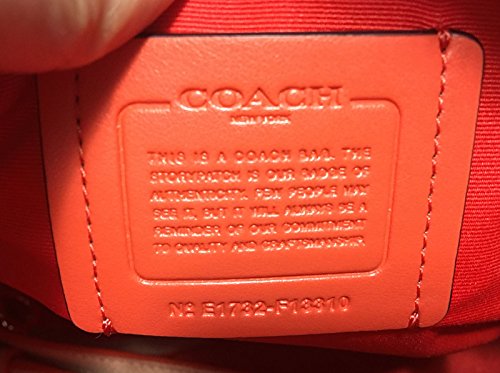 COACH
NEW YORK
THIS IS A COACH BAG. THE
STORYPATCH IS OUR BADGE OF
AUTHENTICITY. FEW PEOPLE MAY
SEE IT, BUT IT WILL ALWAYS BE A
REMINDER OF OUR COMMITMENT
TO QUALITY AND CRAFTSMANSHIP
No E1732-F13310